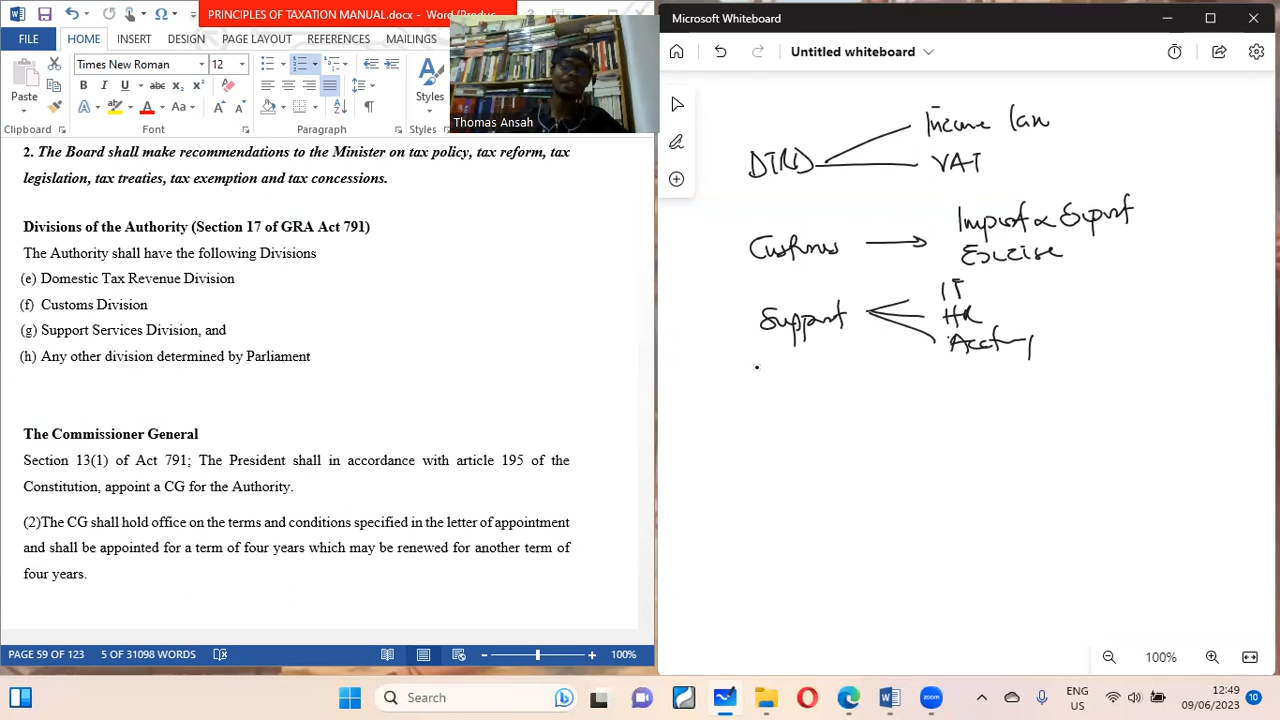 PRINCIPLES OF TAXATION MANUAL.docx - Word (Produc
FILE HOME INSERT DESIGN PAGE LAYOUT REFERENCES MAILINGS
Paste
Times New Roman 12
Styles
Clipboard Font Paragraph Styles
Thomas Ansah
2. The Board shall make recommendations to the Minister on tax policy, tax reform, tax
legislation, tax treaties, tax exemption and tax concessions.
Divisions of the Authority (Section 17 of GRA Act 791)
The Authority shall have the following Divisions
(e) Domestic Tax Revenue Division
(f) Customs Division
(g) Support Services Division, and
(h) Any other division determined by Parliament
The Commissioner General
Section 13(1) of Act 791; The President shall in accordance with article 195 of the
Constitution, appoint a CG for the Authority.
(2)The CG shall hold office on the terms and conditions specified in the letter of appointment
and shall be appointed for a term of four years which may be renewed for another term of
four years.
PAGE 59 OF 123 5 OF 31098 WORDS 100%
Microsoft Whiteboard
Untitled whiteboard
Income
DTRD VAT
Import & Export
Customs
Excise
IT
Support HR
100%
Search
ENG
US
12:49
09/06/2023
10